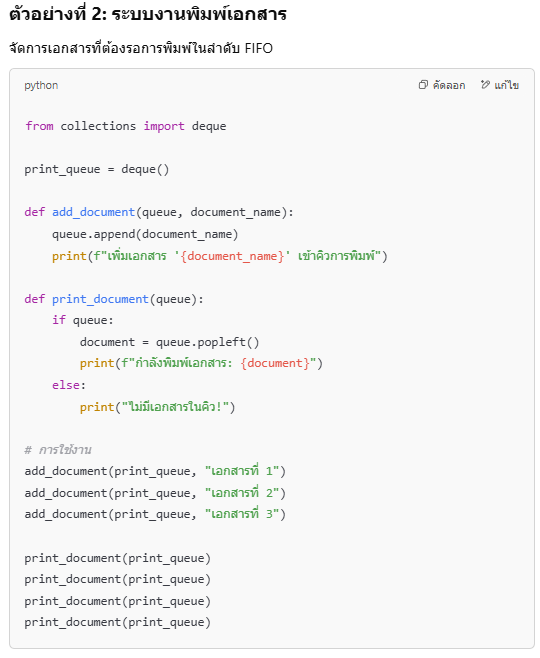 ตัวอย่างที่ 2: ระบบงานพิมพ์เอกสาร
จัดการเอกสารที่ต้องรอการพิมพ์ในลำดับ FIFO
python คัดลอก แก้ไข
from collections import deque
print_queue = deque()
def add_document(queue, document_name):
    queue.append(document_name)
    print(f"เพิ่มเอกสาร '{document_name}' เข้าคิวการพิมพ์")
def print_document(queue):
    if queue:
        document = queue.popleft()
        print(f"กำลังพิมพ์เอกสาร: {document}")
    else:
        print("ไม่มีเอกสารในคิว!")
# การใช้งาน
add_document(print_queue, "เอกสารที่ 1")
add_document(print_queue, "เอกสารที่ 2")
add_document(print_queue, "เอกสารที่ 3")
print_document(print_queue)
print_document(print_queue)
print_document(print_queue)
print_document(print_queue)